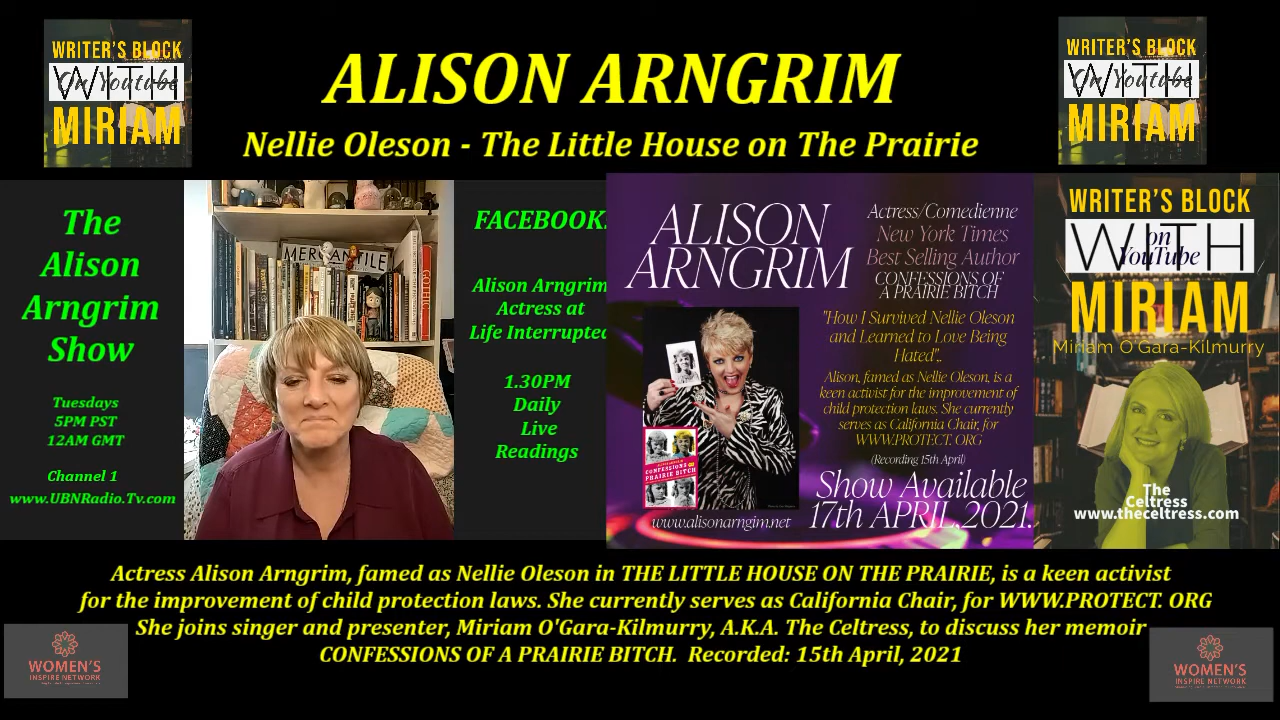 WRITER'S BLOCK
WITH
On Youtube
MIRIAM
ALISON ARNGRIM
Nellie Oleson - The Little House on The Prairie
WRITER'S BLOCK
WITH
On Youtube
MIRIAM
The
Alison
Arngrim
Show
Tuesdays
5PM PST
12AM GMT
Channel 1
www.UBNRadio.Tv.com
MERCANTILE
GOTHIC
FACEBOOK:
Alison Arngrim
Actress at
Life Interrupted
1.30PM
Daily
Live
Readings
ALISON
ARNGRIM
Actress/Comedienne
New York Times
Best Selling Author
CONFESSIONS OF
A PRAIRIE BITCH
"How I Survived Nellie Oleson
and Learned to Love Being
Hated"..
Alison, famed as Nellie Oleson, is a
keen activist for the improvement of
child protection laws. She currently
serves as California Chair, for
WWW.PROTECT. ORG
(Recording 15th April)
CONFESSIONS OF
PRAIRIE BITCH
www.alisonarngim.net
Show Available
17th APRIL,2021.
WRITER'S BLOCK
WITH
on
YouTube
MIRIAM
Miriam O'Gara-Kilmurry
The
Celtress
www.theceltress.com
Actress Alison Arngrim, famed as Nellie Oleson in THE LITTLE HOUSE ON THE PRAIRIE, is a keen activist
for the improvement of child protection laws. She currently serves as California Chair, for WWW.PROTECT. ORG
She joins singer and presenter, Miriam O'Gara-Kilmurry, A.K.A. The Celtress, to discuss her memoir
CONFESSIONS OF A PRAIRIE BITCH.  Recorded: 15th April, 2021
WOMEN'S
INSPIRE NETWORK
WOMEN'S
INSPIRE NETWORK